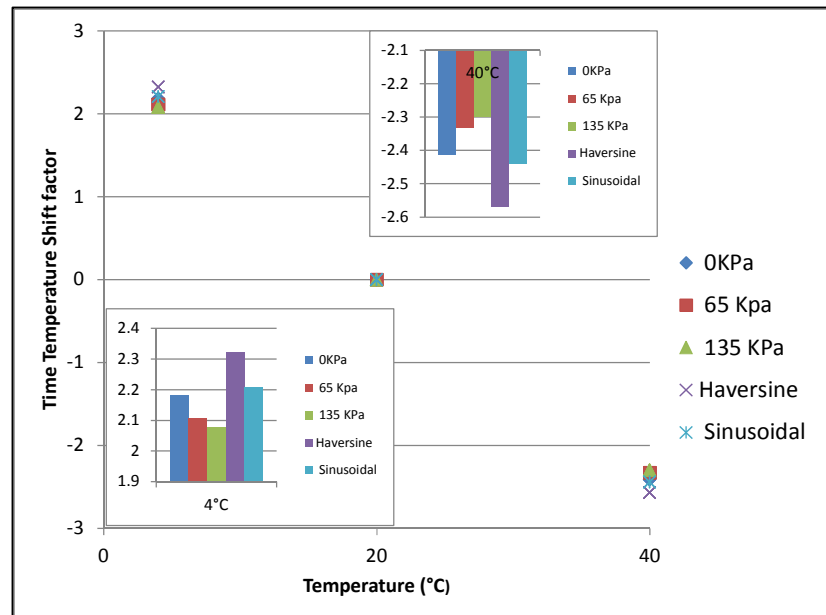 Time Temperature Shift factor
3
2
1
0
-1
-2
-3
0
20
40
Temperature (°C)
-2.1
-2.2
-2.3
-2.4
-2.5
-2.6
40°C
0KPa
65 Kpa
135 KPa
Haversine
Sinusoidal
2.4
2.3
2.2
2.1
2
1.9
4°C
0KPa
65 Kpa
135 KPa
Haversine
Sinusoidal
0KPa
65 Kpa
135 KPa
Haversine
Sinusoidal